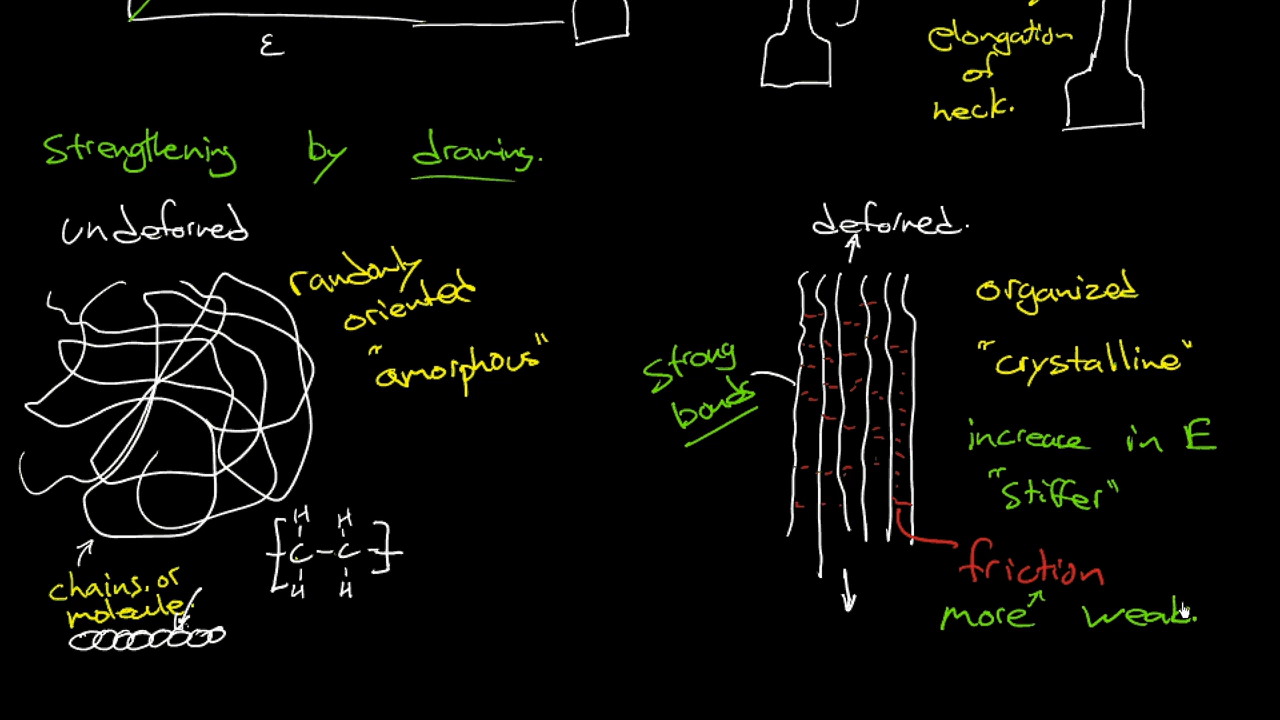 ε
elongation
of
neck.
Strengthening by drawing.
undeformed
randomly
oriented
"amorphous"
chains. or
molecule.
H H
C - C
H H
deformed.
strong
bonds
organized
"crystalline"
increase in E
"Stiffer"
friction
more weak.